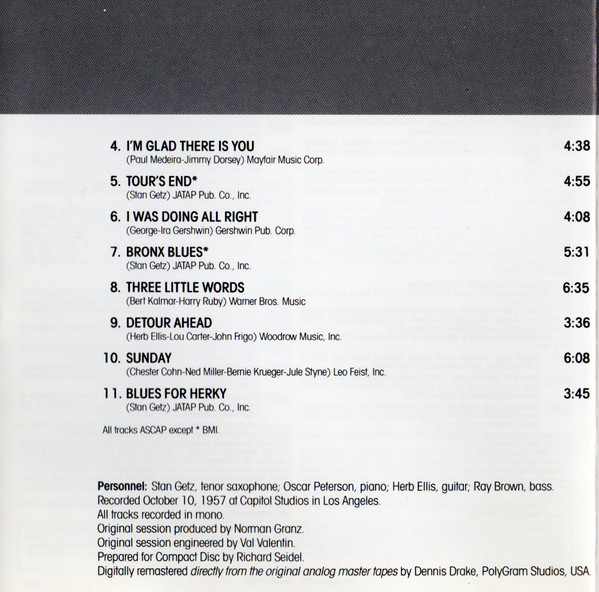 4. I'M GLAD THERE IS YOU 4:38
(Paul Medeira-Jimmy Dorsey) Mayfair Music Corp.
5. TOUR'S END* 4:55
(Stan Getz) JATAP Pub. Co., Inc.
6. I WAS DOING ALL RIGHT 4:08
(George-Ira Gershwin) Gershwin Pub. Corp.
7. BRONX BLUES* 5:31
(Stan Getz) JATAP Pub. Co., Inc.
8. THREE LITTLE WORDS 6:35
(Bert Kalmar-Harry Ruby) Warner Bros. Music
9. DETOUR AHEAD 3:36
(Herb Ellis-Lou Carter-John Frigo) Woodrow Music, Inc.
10. SUNDAY 6:08
(Chester Cohn-Ned Miller-Bernie Krueger-Jule Styne) Leo Feist, Inc.
11. BLUES FOR HERKY 3:45
(Stan Getz) JATAP Pub. Co., Inc.
All tracks ASCAP except * BMI.
Personnel: Stan Getz, tenor saxophone; Oscar Peterson, piano; Herb Ellis, guitar; Ray Brown, bass.
Recorded October 10, 1957 at Capitol Studios in Los Angeles.
All tracks recorded in mono.
Original session produced by Norman Granz.
Original session engineered by Val Valentin.
Prepared for Compact Disc by Richard Seidel.
Digitally remastered directly from the original analog master tapes by Dennis Drake, PolyGram Studios, USA.